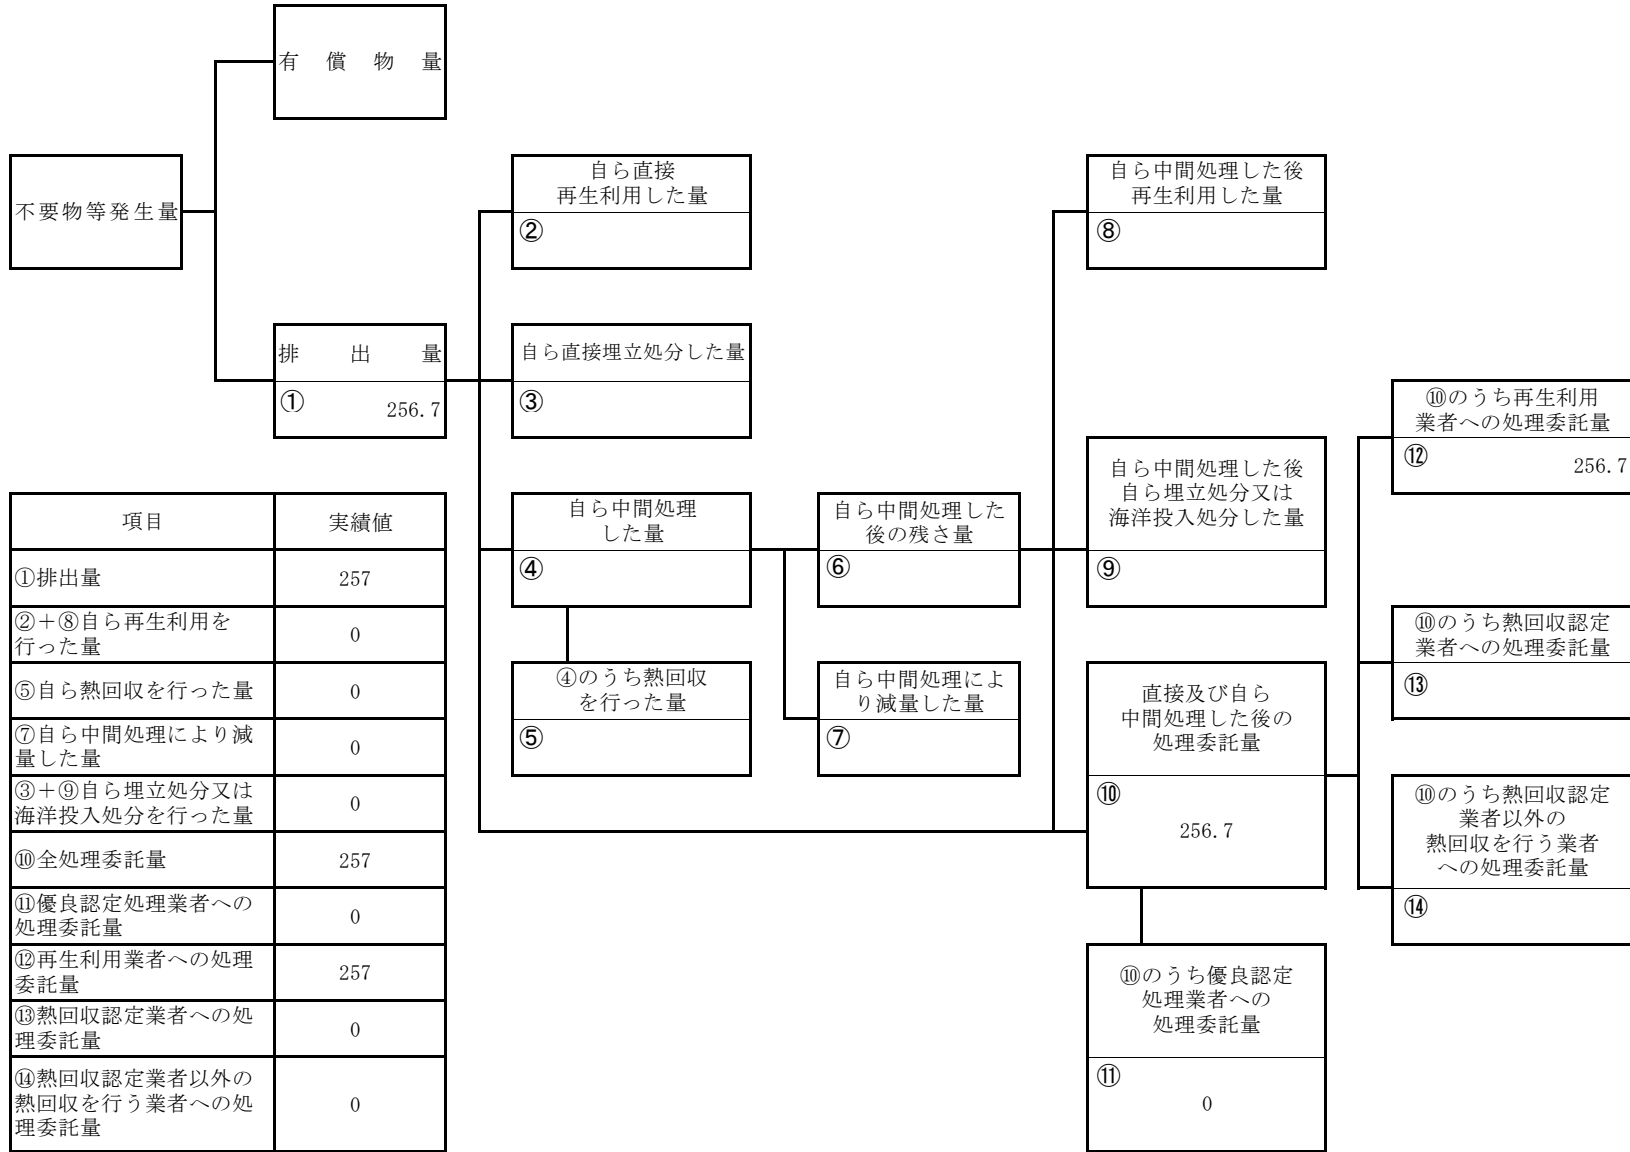 有償物量
不要物等発生量
自ら直接
再生利用した量
②
自ら中間処理した後
再生利用した量
⑧
排出量
① 256.7
自ら直接埋立処分した量
③
⑩のうち再生利用
業者への処理委託量
⑫ 256.7
自ら中間処理
した量
④
自ら中間処理した
後の残さ量
⑥
自ら中間処理した後
自ら埋立処分又は
海洋投入処分した量
⑨
④のうち熱回収
を行った量
⑤
自ら中間処理によ
り減量した量
⑦
直接及び自ら
中間処理した後の
処理委託量
⑩
256.7
⑩のうち熱回収認定
業者への処理委託量
⑬
⑩のうち熱回収認定
業者以外の
熱回収を行う業者
への処理委託量
⑭
⑩のうち優良認定
処理業者への
処理委託量
⑪
0
項目 実績値
①排出量 257
②＋⑧自ら再生利用を
行った量 0
⑤自ら熱回収を行った量 0
⑦自ら中間処理により減
量した量 0
③＋⑨自ら埋立処分又は
海洋投入処分を行った量 0
⑩全処理委託量 257
⑪優良認定処理業者への
処理委託量 0
⑫再生利用業者への処理
委託量 257
⑬熱回収認定業者への処
理委託量 0
⑭熱回収認定業者以外の
熱回収を行う業者への処
理委託量 0